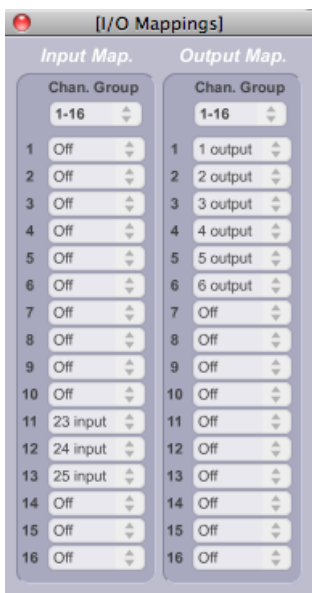 [I/O Mappings]
Input Map. Output Map.
Chan. Group Chan. Group
1-16 1-16
1 Off 1 1 output
2 Off 2 2 output
3 Off 3 3 output
4 Off 4 4 output
5 Off 5 5 output
6 Off 6 6 output
7 Off 7 Off
8 Off 8 Off
9 Off 9 Off
10 Off 10 Off
11 23 input 11 Off
12 24 input 12 Off
13 25 input 13 Off
14 Off 14 Off
15 Off 15 Off
16 Off 16 Off